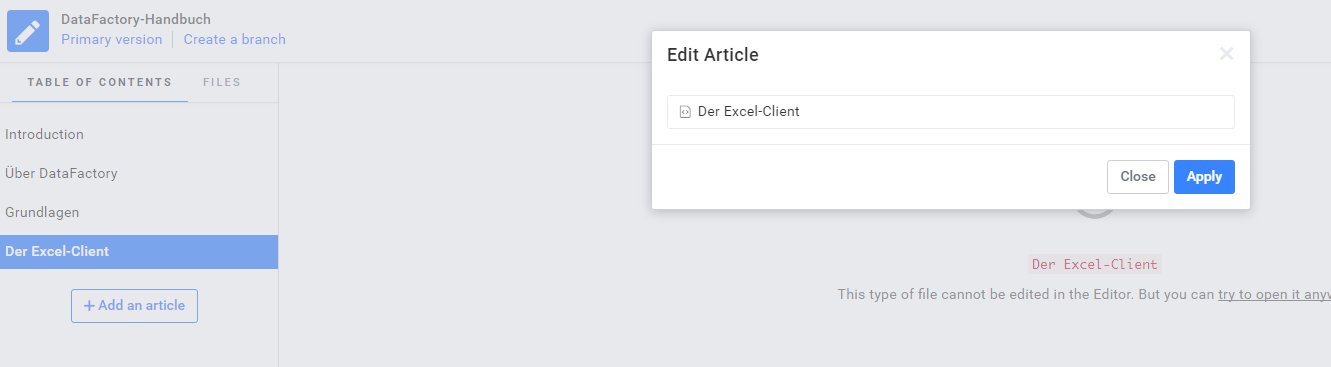 DataFactory-Handbuch
Primary version Create a branch
TABLE OF CONTENTS FILES
Introduction
Über DataFactory
Grundlagen
Der Excel-Client
Add an article
Edit Article
Der Excel-Client
Close Apply
Der Excel-Client
This type of file cannot be edited in the Editor. But you can try to open it anyw